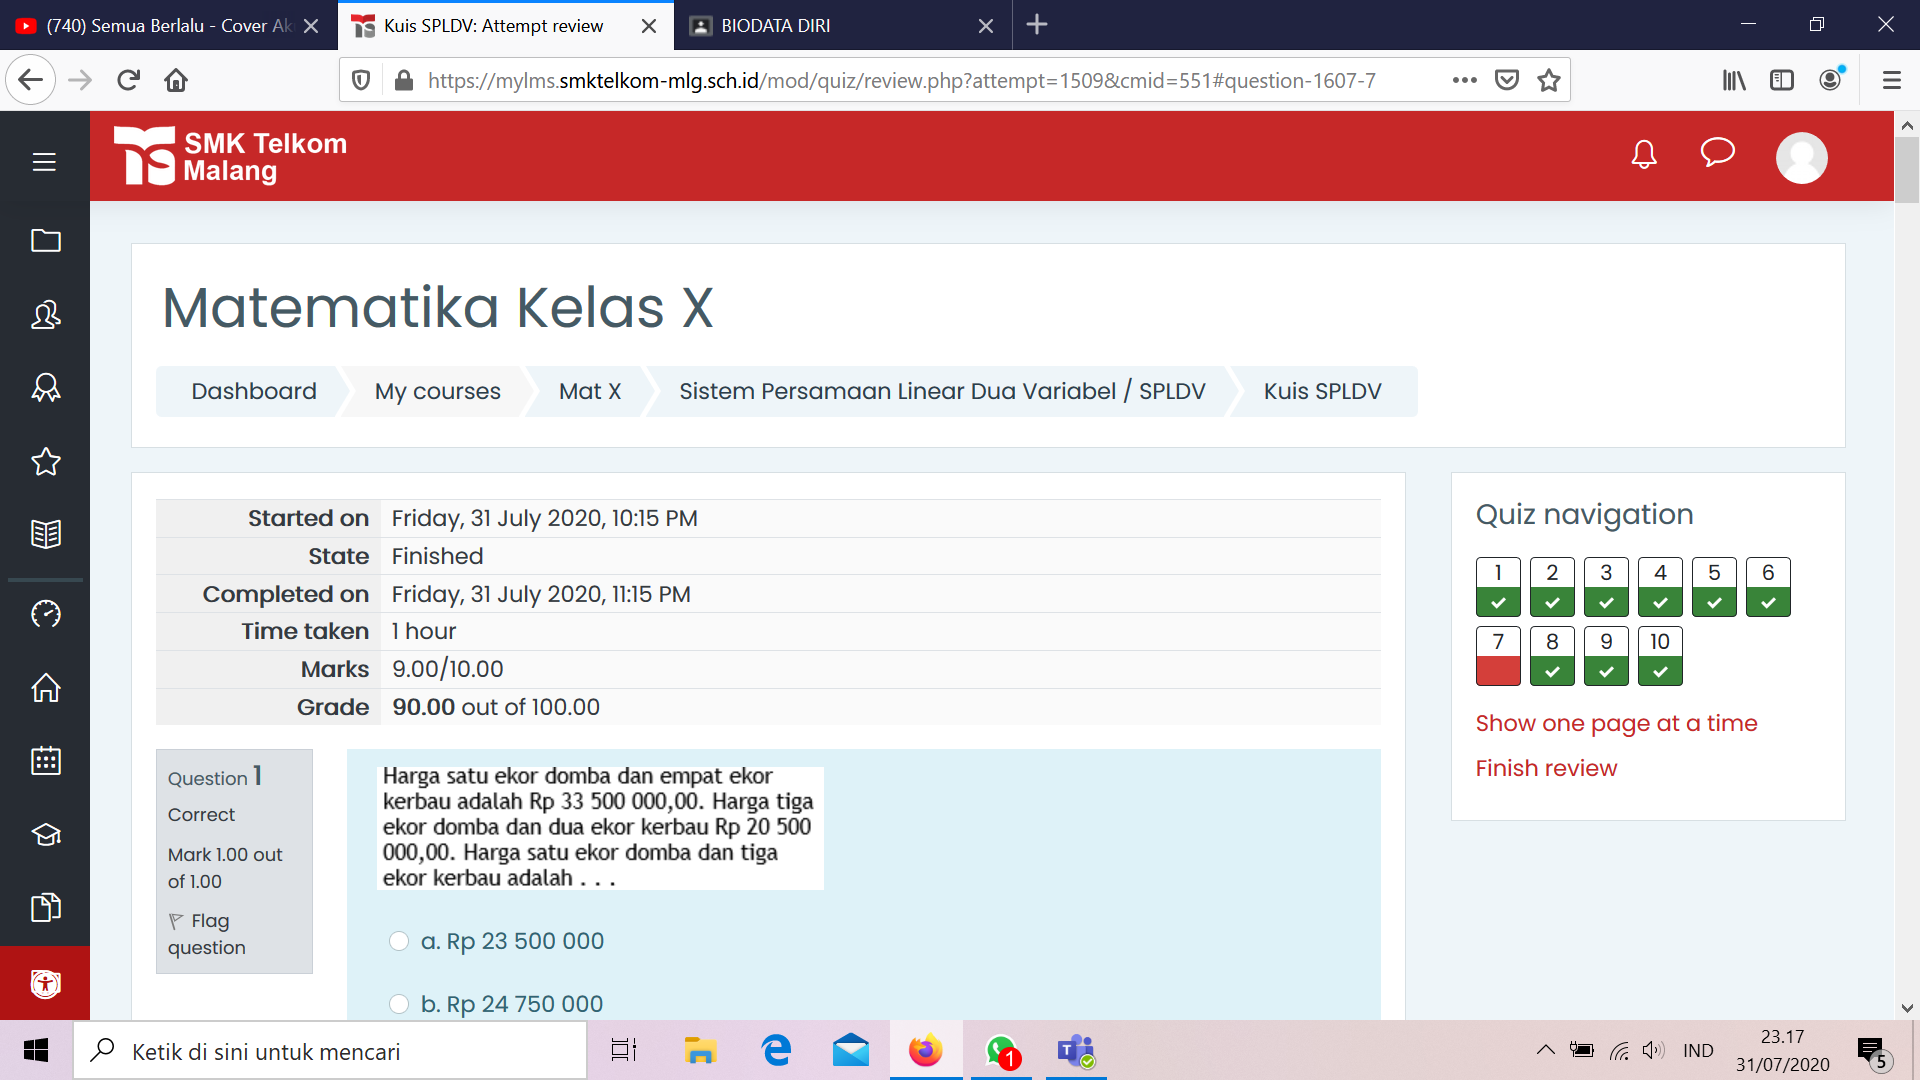 (740) Semua Berlalu - Cover Ak
Kuis SPLDV: Attempt review
BIODATA DIRI
https://mylms.smktelkom-mlg.sch.id/mod/quiz/review.php?attempt=1509&cmid=551#question-1607-7
SMK Telkom
Malang
Matematika Kelas X
Dashboard
My courses
Mat X
Sistem Persamaan Linear Dua Variabel / SPLDV
Kuis SPLDV
Started on Friday, 31 July 2020, 10:15 PM
State Finished
Completed on Friday, 31 July 2020, 11:15 PM
Time taken 1 hour
Marks 9.00/10.00
Grade 90.00 out of 100.00
Quiz navigation
1 2 3 4 5 6
7 8 9 10
Show one page at a time
Finish review
Question 1
Correct
Mark 1.00 out
of 1.00
Flag
question
Harga satu ekor domba dan empat ekor
kerbau adalah Rp 33 500 000,00. Harga tiga
ekor domba dan dua ekor kerbau Rp 20 500
000,00. Harga satu ekor domba dan tiga
ekor kerbau adalah . . .
a. Rp 23 500 000
b. Rp 24 750 000
Ketik di sini untuk mencari
1
T
IND
23.17
31/07/2020
5